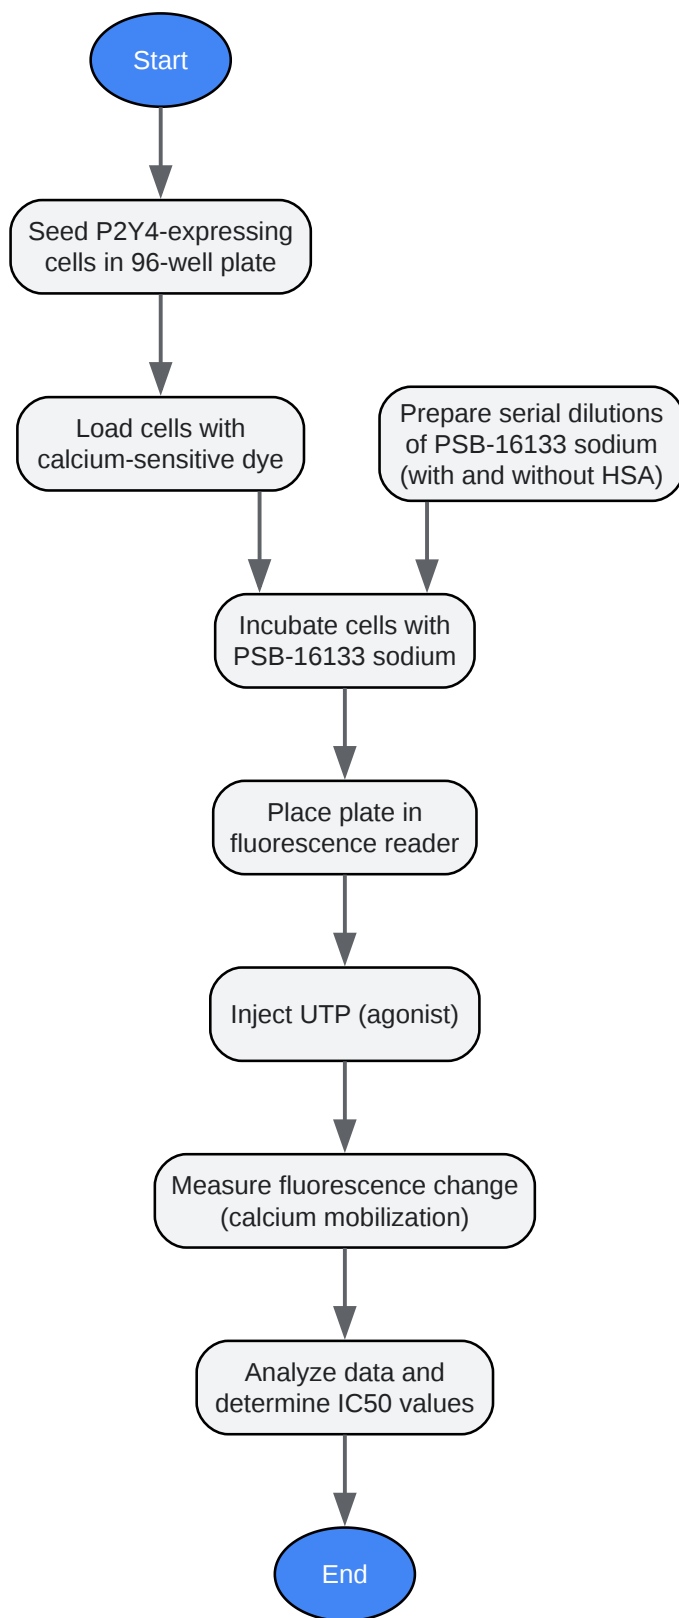 Start
Seed P2Y4-expressing
cells in 96-well plate
Load cells with
calcium-sensitive dye
Prepare serial dilutions
of PSB-16133 sodium
(with and without HSA)
Incubate cells with
PSB-16133 sodium
Place plate in
fluorescence reader
Inject UTP (agonist)
Measure fluorescence change
(calcium mobilization)
Analyze data and
determine IC50 values
End